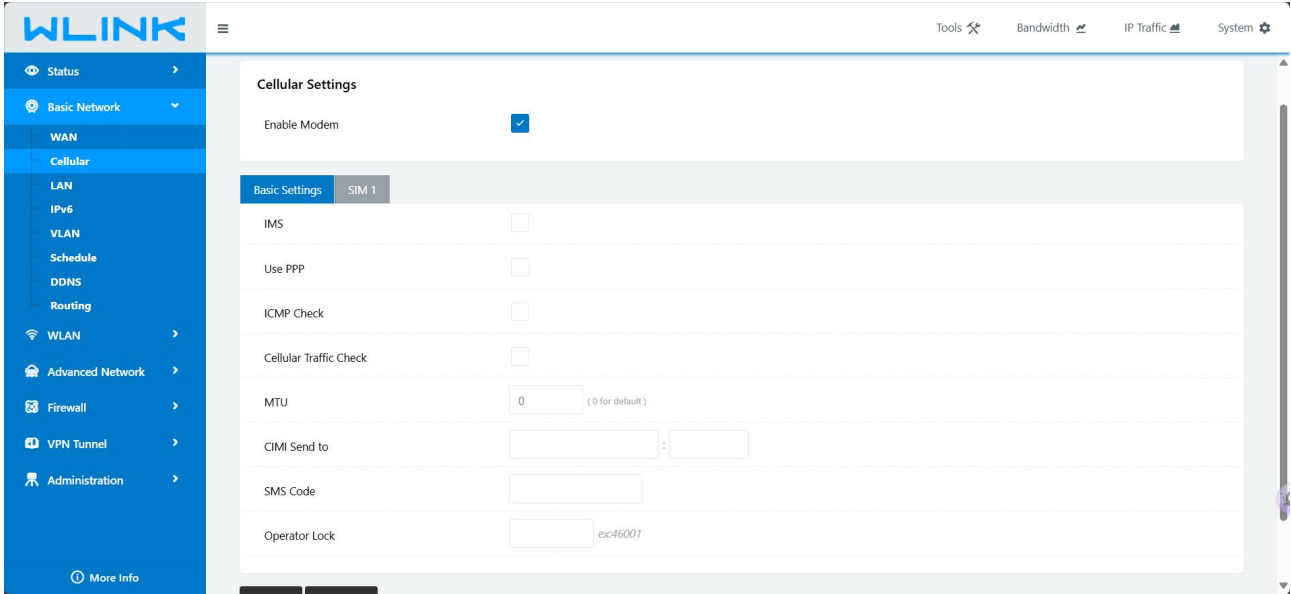 WLINK
Tools Bandwidth IP Traffic System
Status
Basic Network
WAN
Cellular
LAN
IPv6
VLAN
Schedule
DDNS
Routing
WLAN
Advanced Network
Firewall
VPN Tunnel
Administration
More Info
Cellular Settings
Enable Modem
Basic Settings SIM 1
IMS
Use PPP
ICMP Check
Cellular Traffic Check
MTU 0 ( 0 for default )
CIMI Send to :
SMS Code
Operator Lock ex:46001